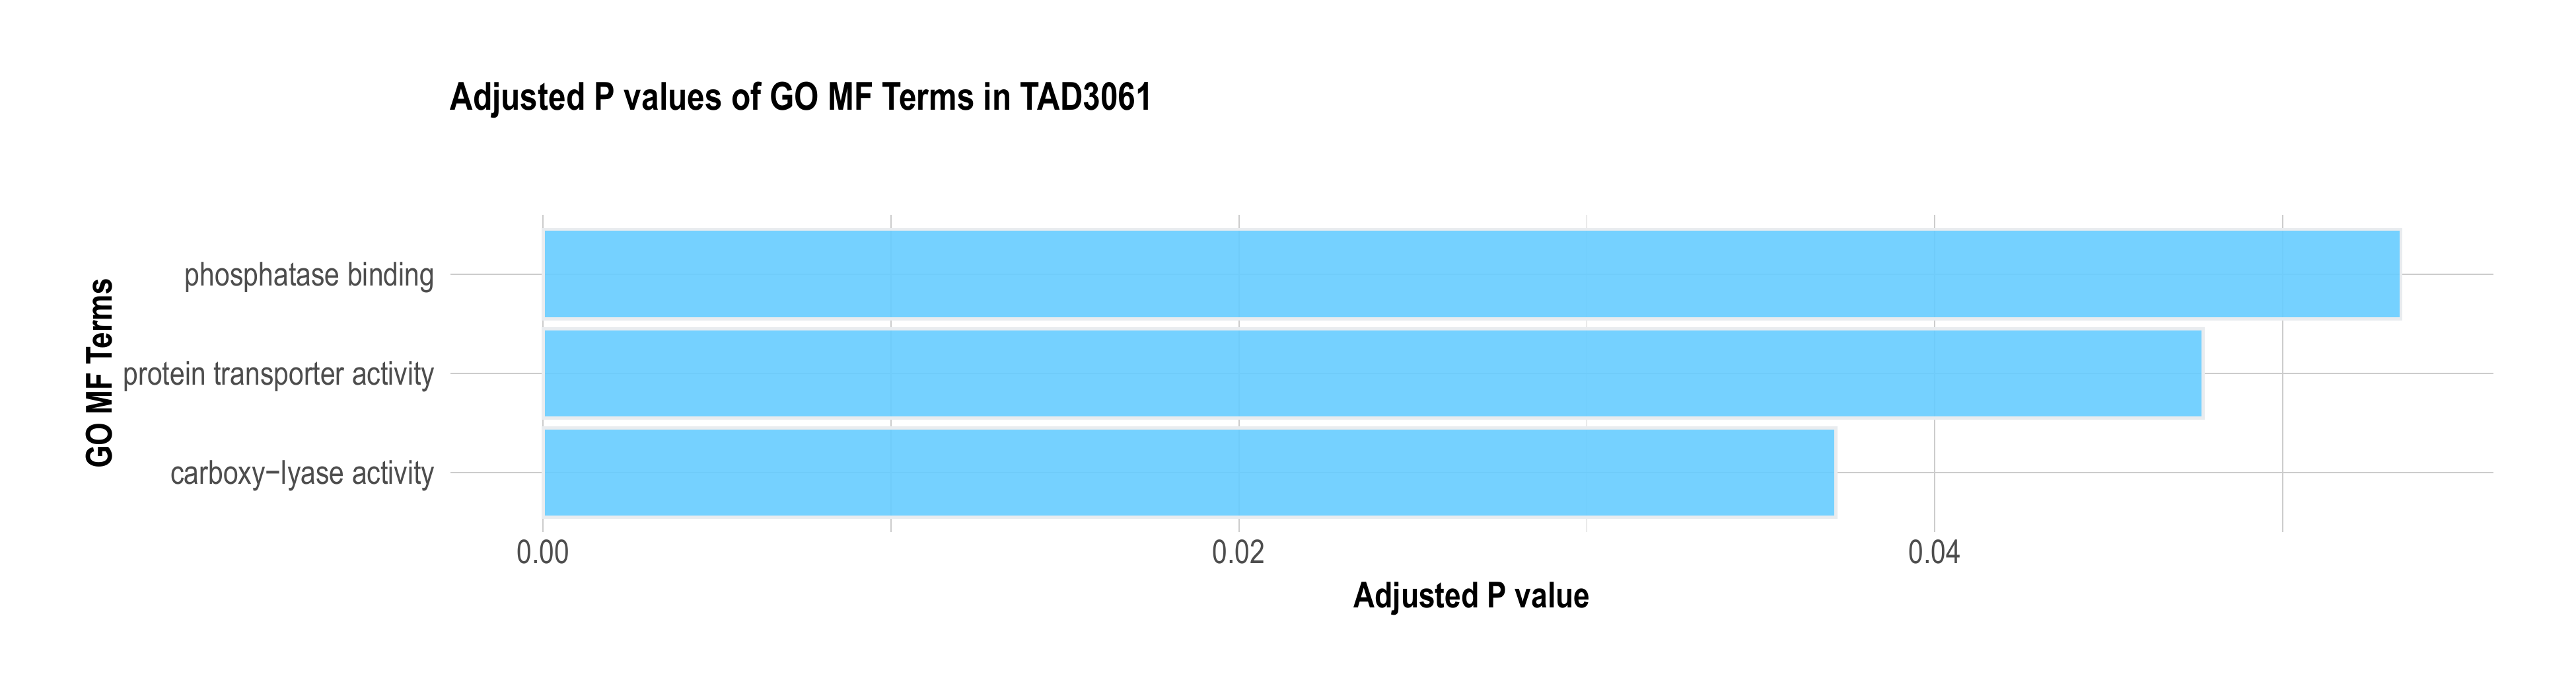 Adjusted P values of GO MF Terms in TAD3061
GO MF Terms
phosphatase binding
protein transporter activity
carboxy−lyase activity
0.00 0.02 0.04
Adjusted P value